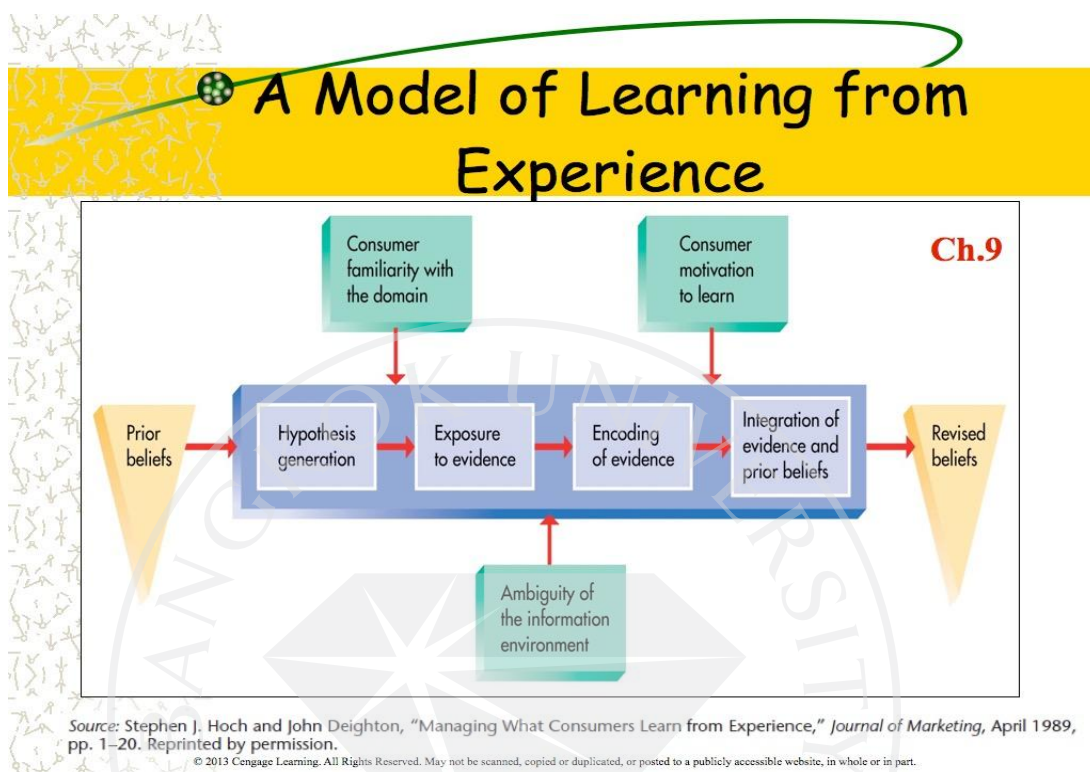 A Model of Learning from
Experience
Ch.9
Consumer
familiarity with
the domain
Consumer
motivation
to learn
Prior
beliefs
Hypothesis
generation
Exposure
to evidence
Encoding
of evidence
Integration of
evidence and
prior beliefs
Revised
beliefs
Ambiguity of
the information
environment
BANGKOK UNIVERSITY
Source: Stephen J. Hoch and John Deighton, “Managing What Consumers Learn from Experience,” Journal of Marketing, April 1989,
pp. 1–20. Reprinted by permission.
© 2013 Cengage Learning. All Rights Reserved. May not be scanned, copied or duplicated, or posted to a publicly accessible website, in whole or in part.